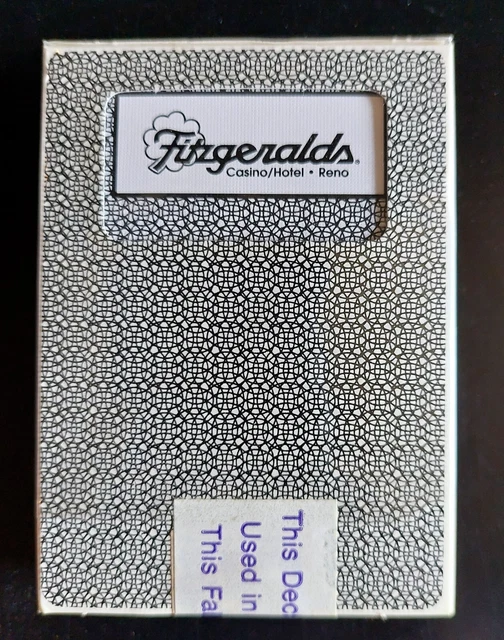 Fitzgeralds®
Casino/Hotel • Reno
This Dec
Used in
This Fa